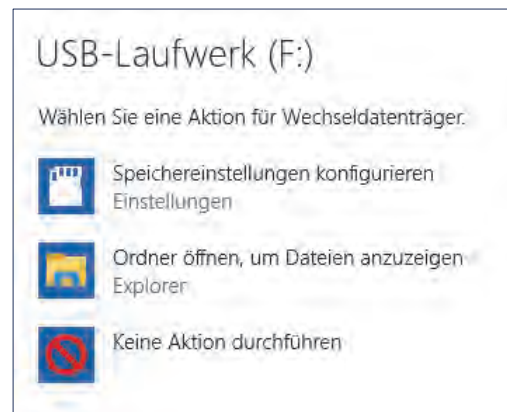 USB-Laufwerk (F:)
Wählen Sie eine Aktion für Wechseldatenträger.
Speichereinstellungen konfigurieren
Einstellungen
Ordner öffnen, um Dateien anzuzeigen
Explorer
Keine Aktion durchführen